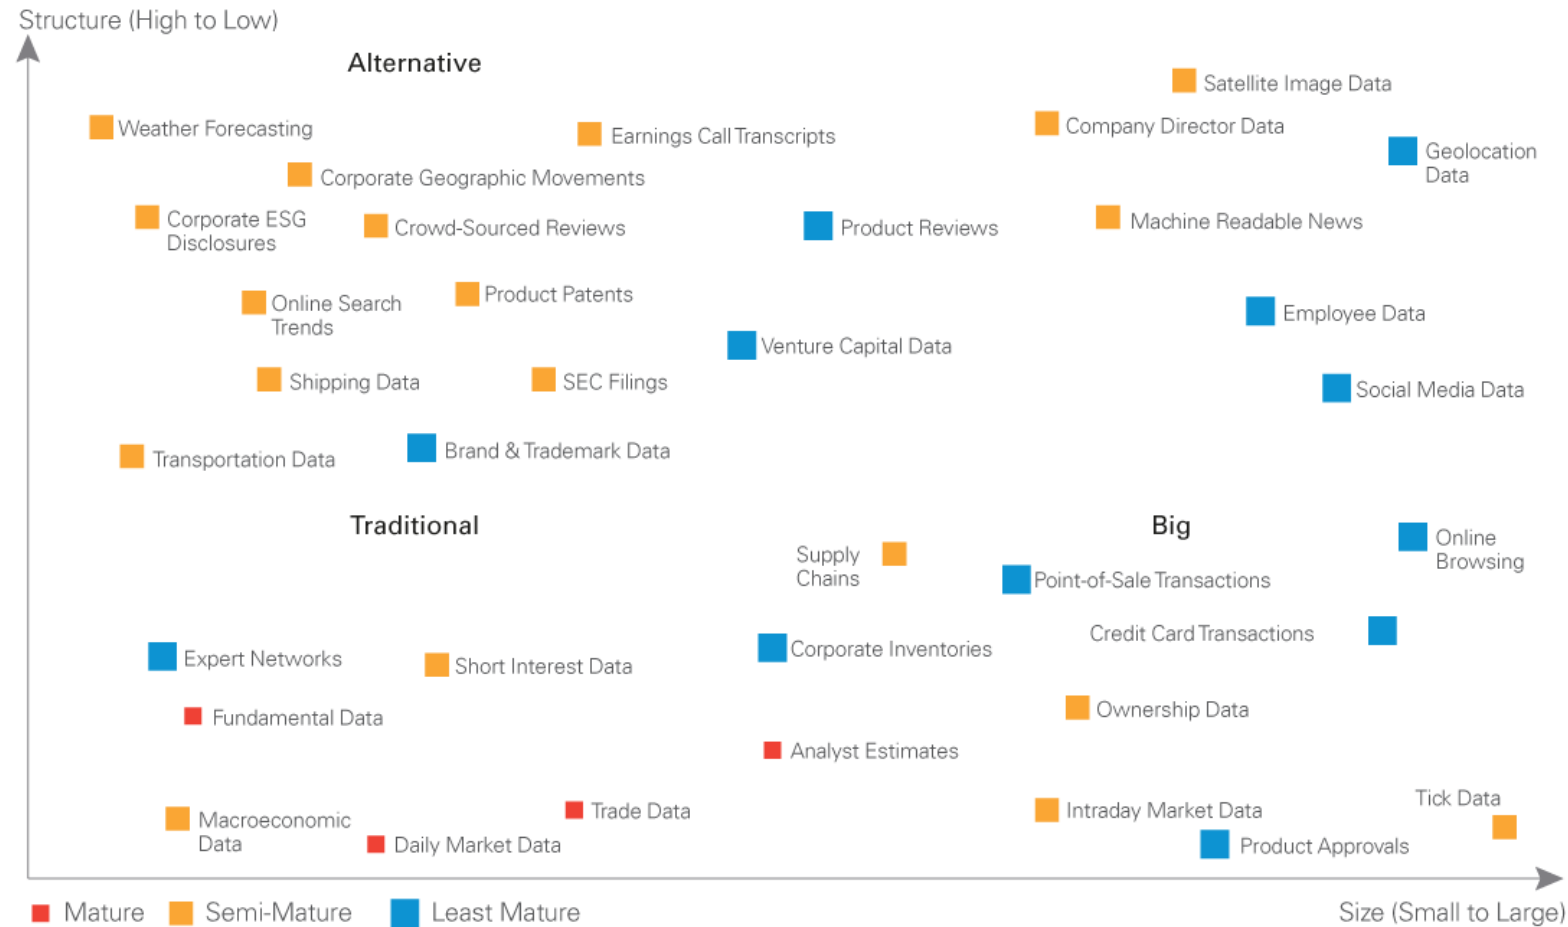 Structure (High to Low)
Alternative
Satellite Image Data
Weather Forecasting
Earnings Call Transcripts
Company Director Data
Geolocation
Data
Corporate Geographic Movements
Corporate ESG
Disclosures
Crowd-Sourced Reviews
Product Reviews
Machine Readable News
Online Search
Trends
Product Patents
Employee Data
Venture Capital Data
Shipping Data
SEC Filings
Social Media Data
Transportation Data
Brand & Trademark Data
Traditional
Big
Supply
Chains
Online
Browsing
Point-of-Sale Transactions
Credit Card Transactions
Expert Networks
Short Interest Data
Corporate Inventories
Fundamental Data
Ownership Data
Analyst Estimates
Macroeconomic
Data
Trade Data
Daily Market Data
Intraday Market Data
Tick Data
Product Approvals
Mature
Semi-Mature
Least Mature
Size (Small to Large)